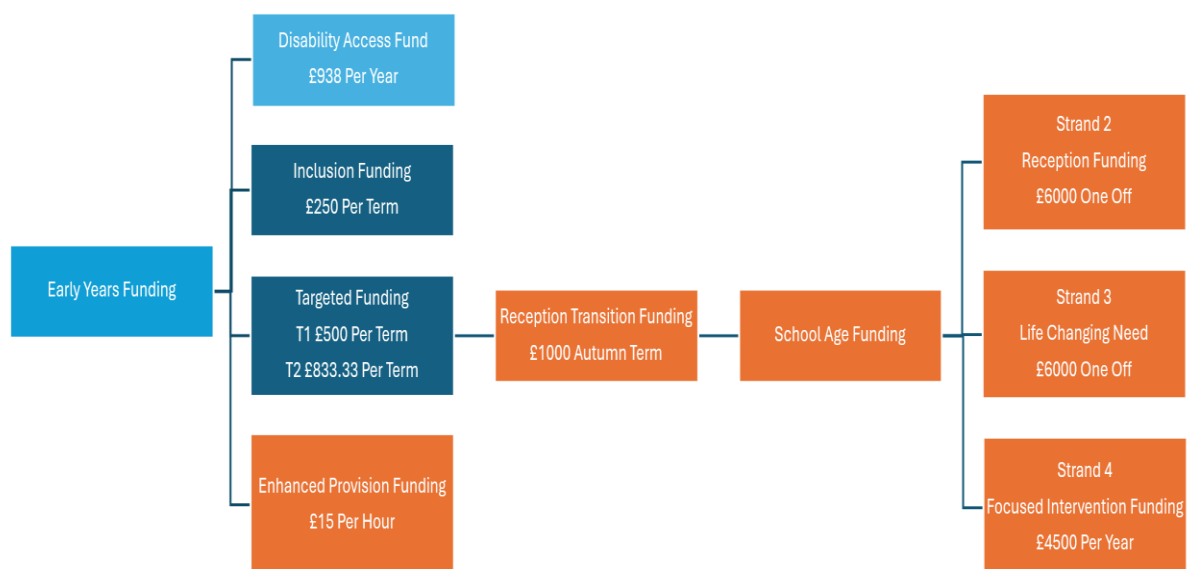 Early Years Funding
Disability Access Fund
£938 Per Year
Inclusion Funding
£250 Per Term
Targeted Funding
T1 £500 Per Term
T2 £833.33 Per Term
Enhanced Provision Funding
£15 Per Hour
Reception Transition Funding
£1000 Autumn Term
School Age Funding
Strand 2
Reception Funding
£6000 One Off
Strand 3
Life Changing Need
£6000 One Off
Strand 4
Focused Intervention Funding
£4500 Per Year